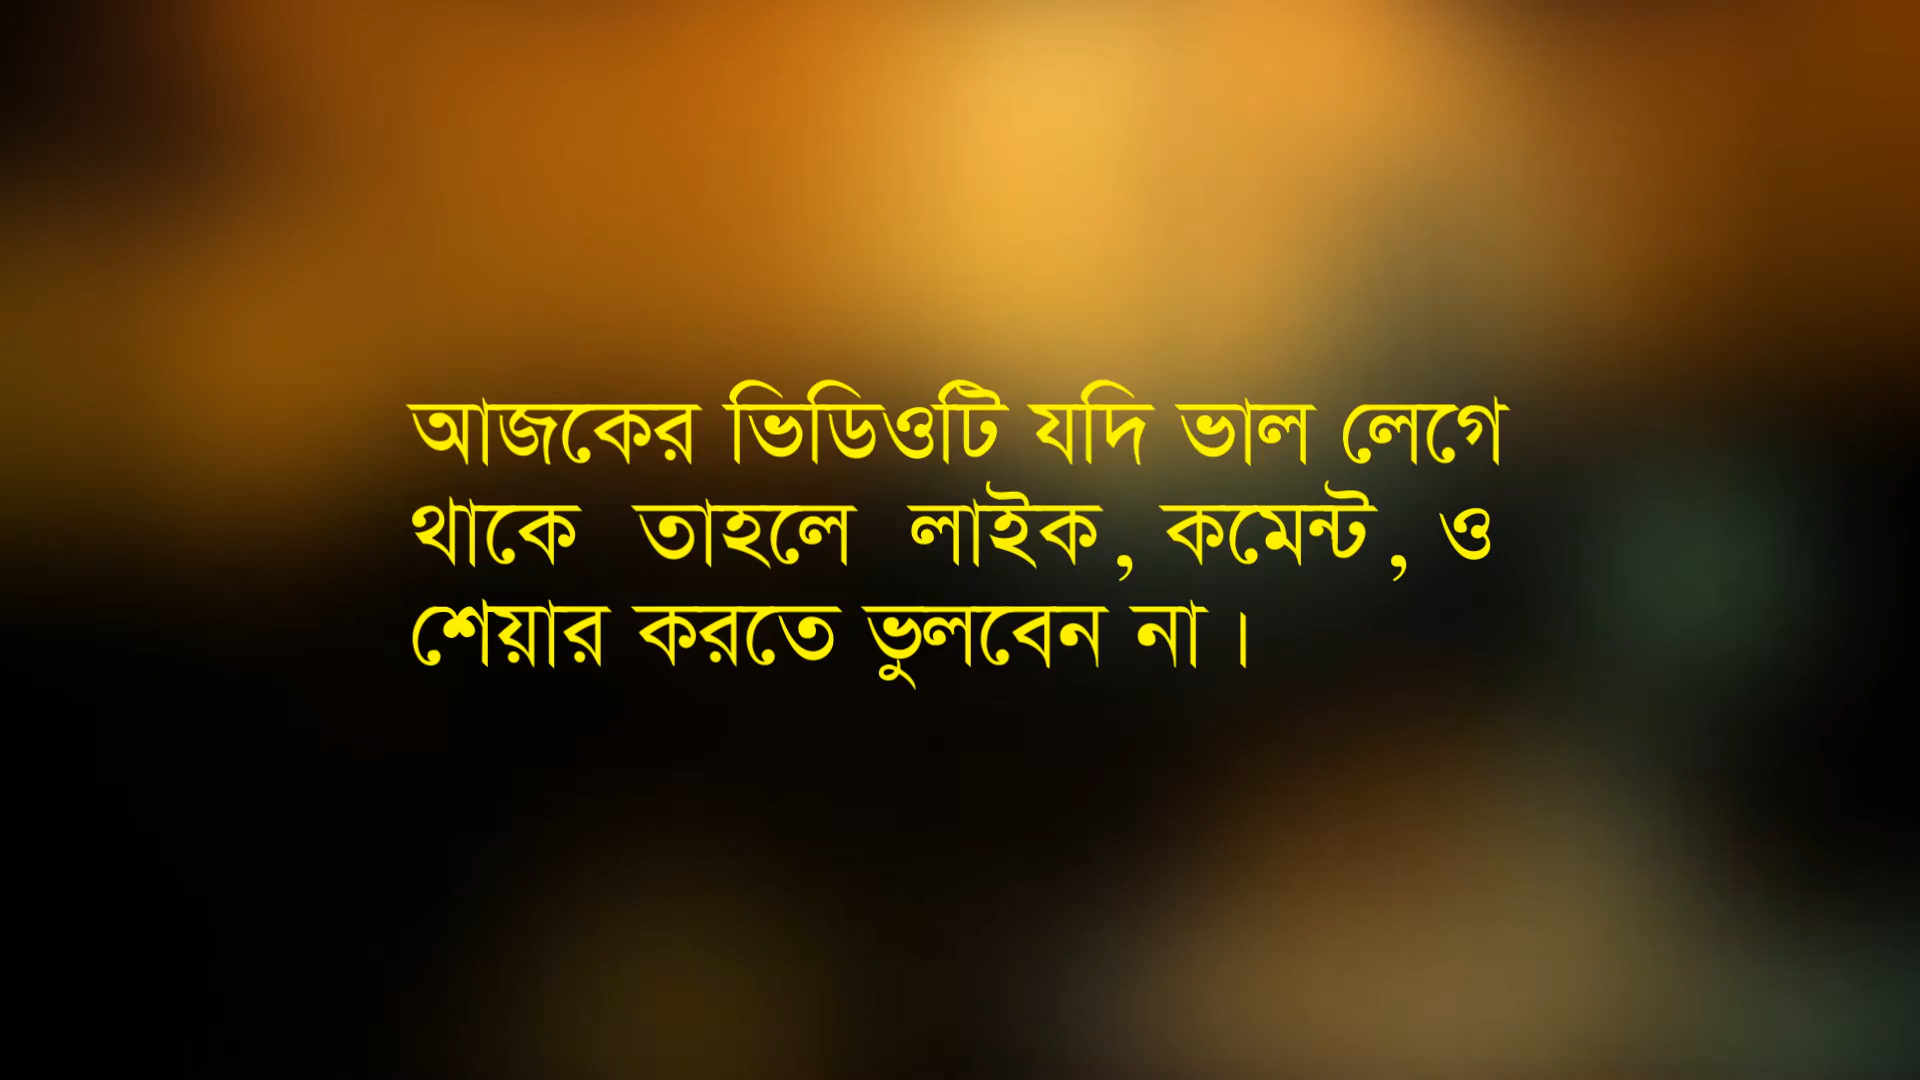 আজকের ভিডিওটি যদি ভাল লেগে
থাকে তাহলে লাইক, কমেন্ট, ও
শেয়ার করতে ভুলবেন না।